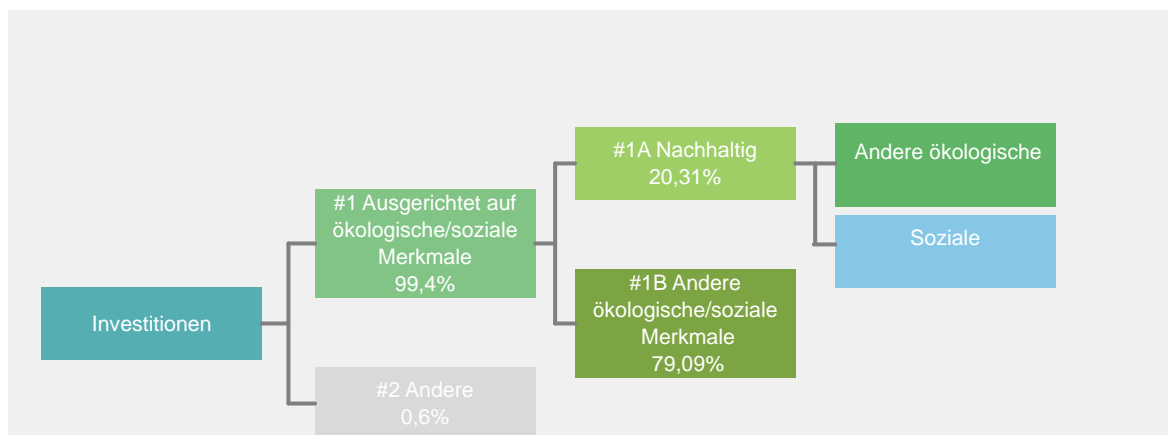 #1A Nachhaltig
20,31%
Andere ökologische
#1 Ausgerichtet auf
ökologische/soziale
Merkmale
99,4%
Soziale
#1B Andere
ökologische/soziale
Merkmale
79,09%
Investitionen
#2 Andere
0,6%